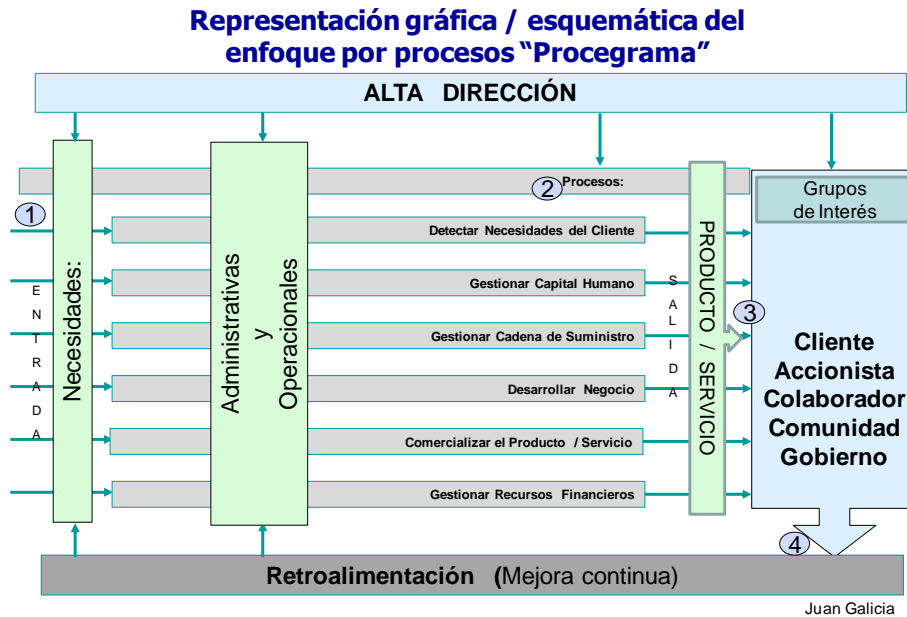 Representación gráfica / esquemática del
enfoque por procesos “Procegrama”
ALTA DIRECCIÓN
1
ENTRADA
Necesidades:
Administrativas
y
Operacionales
2
Procesos:
Detectar Necesidades del Cliente
Gestionar Capital Humano
Gestionar Cadena de Suministro
Desarrollar Negocio
Comercializar el Producto / Servicio
Gestionar Recursos Financieros
SALIDA
PRODUCTO / SERVICIO
3
Grupos
de Interés
Cliente
Accionista
Colaborador
Comunidad
Gobierno
4
Retroalimentación (Mejora continua)
Juan Galicia